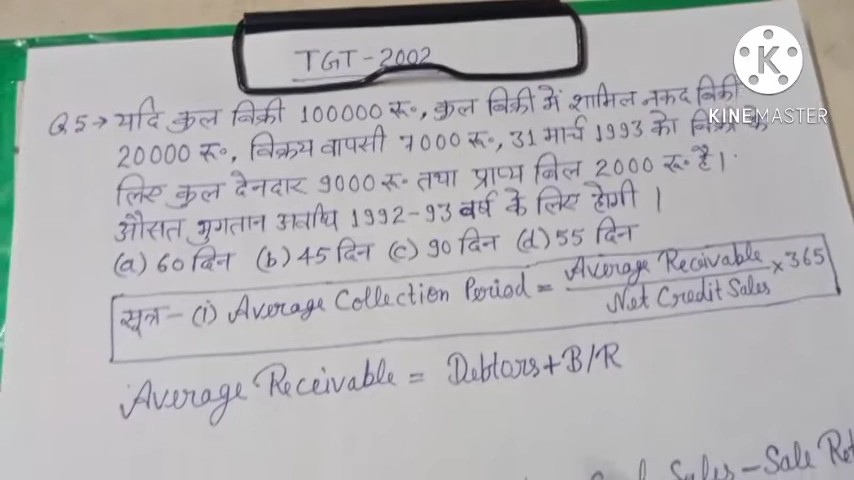 TGT-2002
K
KINEMASTER
Q5→ यदि कुल बिक्री 100000 रू०, कुल बिक्री में शामिल नकद बिक्री
20000 रू०, विक्रय वापसी 7000 रू०, 31 मार्च 1993 को
लिए कुल देनदार 9000 रू० तथा प्राप्य बिल 2000 रू० है।
औसत भुगतान अवधि 1992-93 वर्ष के लिए होगी ।
(a) 60 दिन (b) 45 दिन (c) 90 दिन (d) 55 दिन
सूत्र - (i) Average Collection Period = Average Receivable / Net Credit Sales × 365
Average Receivable = Debtors + B/R
Sales - Sale Ret